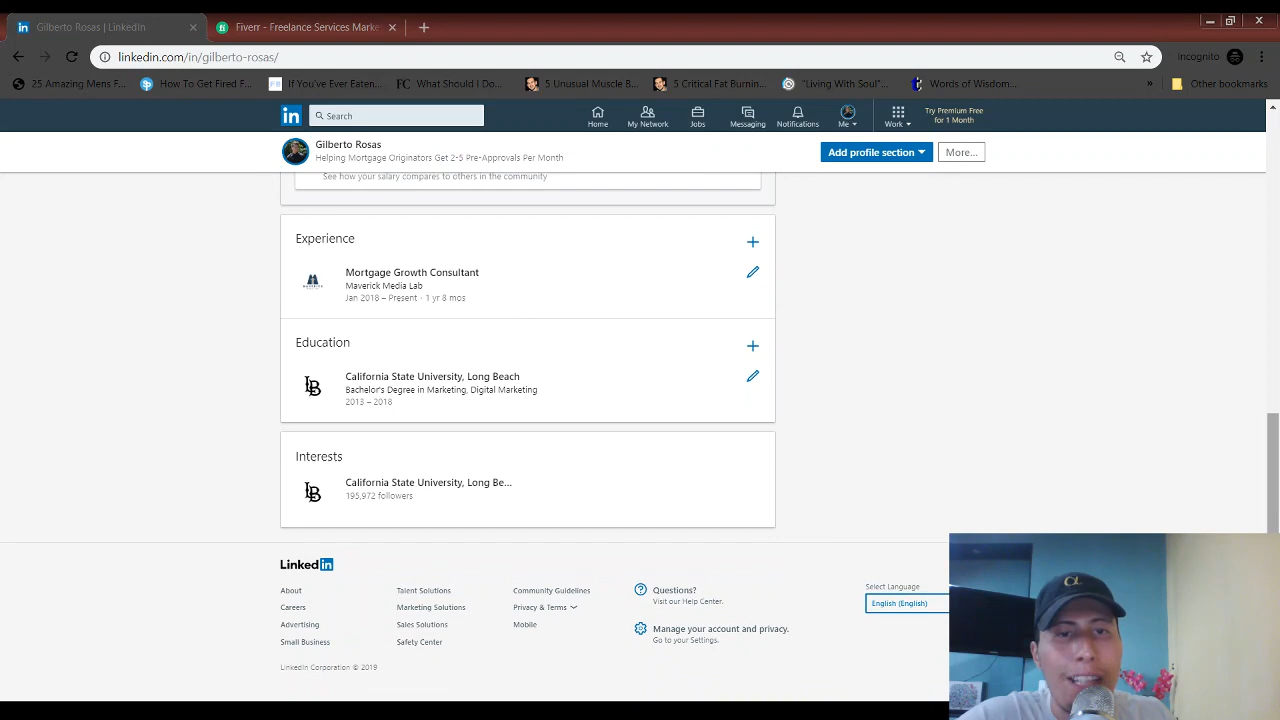 Gilberto Rosas | LinkedIn
Fiverr - Freelance Services Marke
linkedin.com/in/gilberto-rosas/
Incognito
25 Amazing Mens F...
How To Get Fired F...
If You've Ever Eaten...
What Should I Do...
5 Unusual Muscle B...
5 Critical Fat Burnin...
"Living With Soul"...
Words of Wisdom...
»
Other bookmarks
in
Search
Home
My Network
Jobs
Messaging
Notifications
Me
Work
Try Premium Free
for 1 Month
Gilberto Rosas
Helping Mortgage Originators Get 2-5 Pre-Approvals Per Month
Add profile section
More...
See how your salary compares to others in the community
Experience
Mortgage Growth Consultant
Maverick Media Lab
Jan 2018 – Present · 1 yr 8 mos
Education
California State University, Long Beach
Bachelor's Degree in Marketing, Digital Marketing
2013 – 2018
Interests
California State University, Long Be...
195,972 followers
LinkedIn
About
Talent Solutions
Community Guidelines
Questions?
Visit our Help Center.
Select Language
English (English)
Careers
Marketing Solutions
Privacy & Terms
Advertising
Sales Solutions
Mobile
Manage your account and privacy.
Go to your Settings.
Small Business
Safety Center
LinkedIn Corporation © 2019